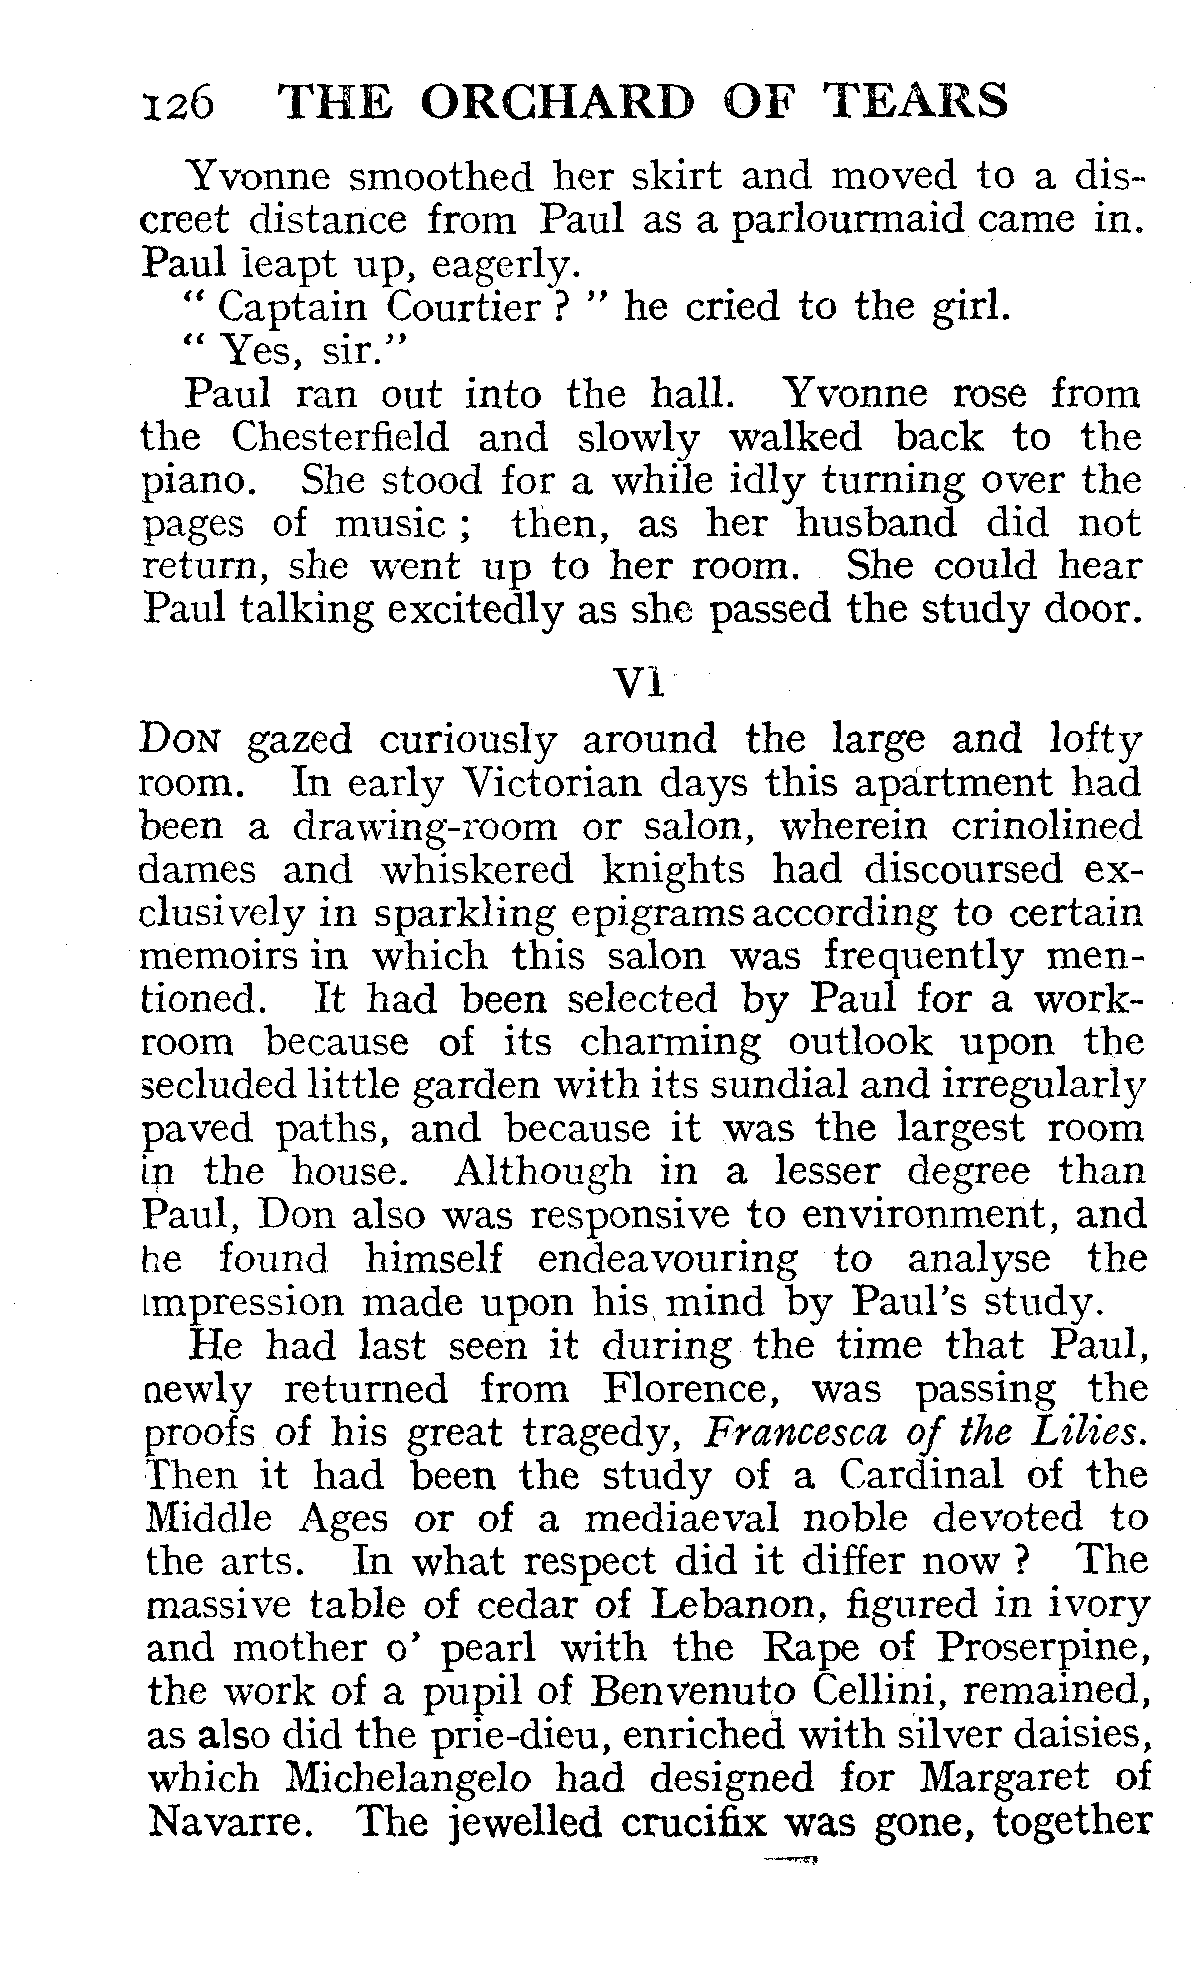 126 THE ORCHARD OF TEARS
Yvonne smoothed her skirt and moved to a dis-
creet distance from Paul as a parlourmaid came in.
Paul leapt up, eagerly.
" Captain Courtier ? " he cried to the girl.
" Yes, sir."
Paul ran out into the hall. Yvonne rose from
the Chesterfield and slowly walked back to the
piano. She stood for a while idly turning over the
pages of music ; then, as her husband did not
return, she went up to her room. She could hear
Paul talking excitedly as she passed the study door.
VI
DON gazed curiously around the large and lofty
room. In early Victorian days this apartment had
been a drawing-room or salon, wherein crinolined
dames and whiskered knights had discoursed ex-
clusively in sparkling epigrams according to certain
memoirs in which this salon was frequently men-
tioned. It had been selected by Paul for a work-
room because of its charming outlook upon the
secluded little garden with its sundial and irregularly
paved paths, and because it was the largest room
in the house. Although in a lesser degree than
Paul, Don also was responsive to environment, and
he found himself endeavouring to analyse the
impression made upon his mind by Paul's study.
He had last seen it during the time that Paul,
newly returned from Florence, was passing the
proofs of his great tragedy, Francesca of the Lilies.
Then it had been the study of a Cardinal of the
Middle Ages or of a mediaeval noble devoted to
the arts. In what respect did it differ now ? The
massive table of cedar of Lebanon, figured in ivory
and mother o' pearl with the Rape of Proserpine,
the work of a pupil of Benvenuto Cellini, remained,
as also did the prie-dieu, enriched with silver daisies,
which Michelangelo had designed for Margaret of
Navarre. The jewelled crucifix was gone, together